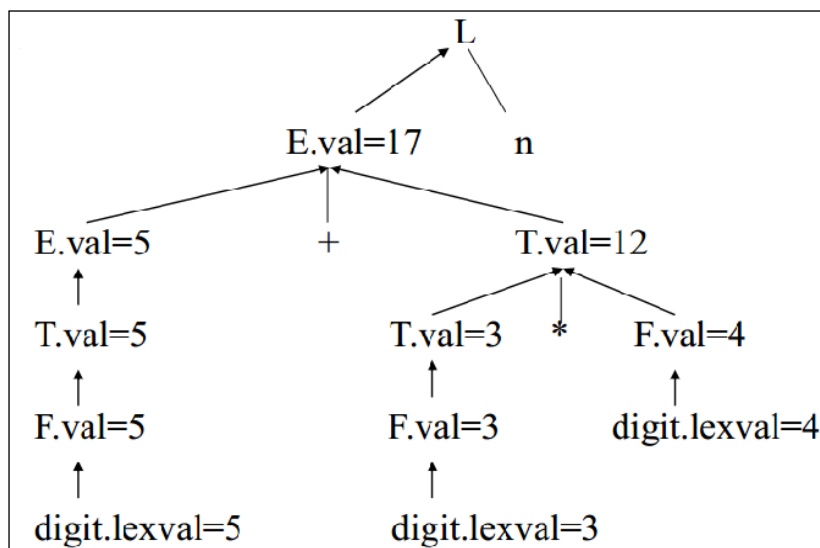 L
E.val=17 n
E.val=5 + T.val=12
T.val=5 T.val=3 * F.val=4
F.val=5 F.val=3 digit.lexval=4
digit.lexval=5 digit.lexval=3